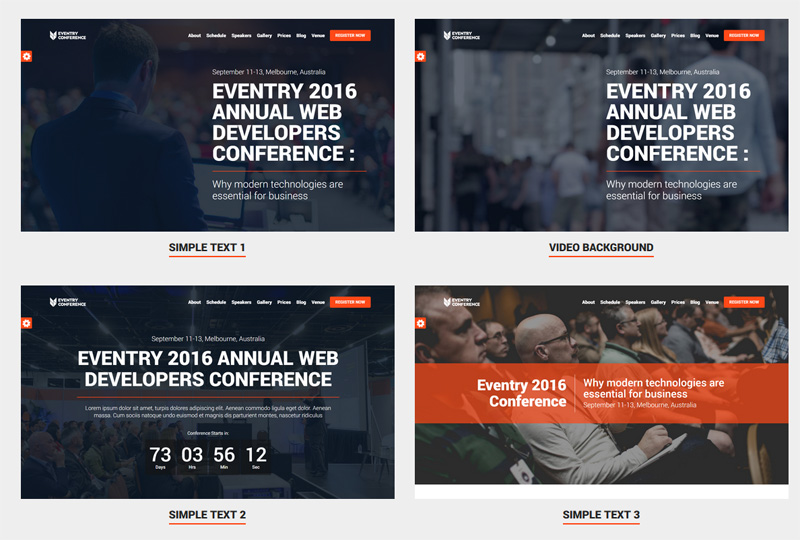 EVENTRY
CONFERENCE
About Schedule Speakers Gallery Prices Blog Venue REGISTER NOW
September 11-13, Melbourne, Australia
EVENTRY 2016
ANNUAL WEB
DEVELOPERS
CONFERENCE :
Why modern technologies are
essential for business
SIMPLE TEXT 1
EVENTRY
CONFERENCE
About Schedule Speakers Gallery Prices Blog Venue REGISTER NOW
September 11-13, Melbourne, Australia
EVENTRY 2016
ANNUAL WEB
DEVELOPERS
CONFERENCE :
Why modern technologies are
essential for business
VIDEO BACKGROUND
EVENTRY
CONFERENCE
About Schedule Speakers Gallery Prices Blog Venue REGISTER NOW
September 11-13, Melbourne, Australia
EVENTRY 2016 ANNUAL WEB
DEVELOPERS CONFERENCE
Lorem ipsum dolor sit amet, turpis dolores adipiscing elit. Aenean commodo ligula eget dolor. Aenean
massa. Cum sociis natoque undo euismod et magnis dis parturient montes, nascetur ridiculus
Conference Starts in:
73 03 56 12
Days Hrs Min Sec
SIMPLE TEXT 2
EVENTRY
CONFERENCE
About Schedule Speakers Gallery Prices Blog Venue REGISTER NOW
Eventry 2016
Conference
Why modern technologies are
essential for business
September 11-13, Melbourne, Australia
SIMPLE TEXT 3